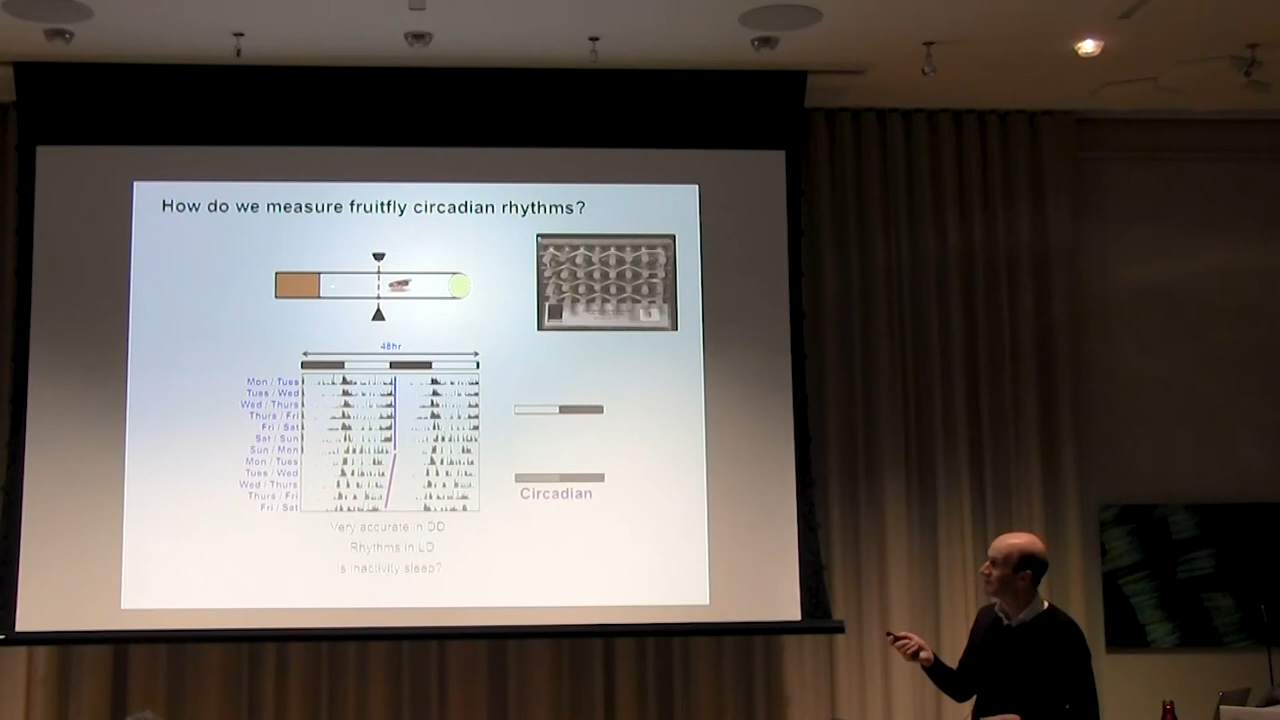 How do we measure fruitfly circadian rhythms?
48hr
Mon / Tues
Tues / Wed
Wed / Thurs
Thurs / Fri
Fri / Sat
Sat / Sun
Sun / Mon
Mon / Tues
Tues / Wed
Wed / Thurs
Thurs / Fri
Fri / Sat
Circadian
Very accurate in DD
Rhythms in LD
Is inactivity sleep?